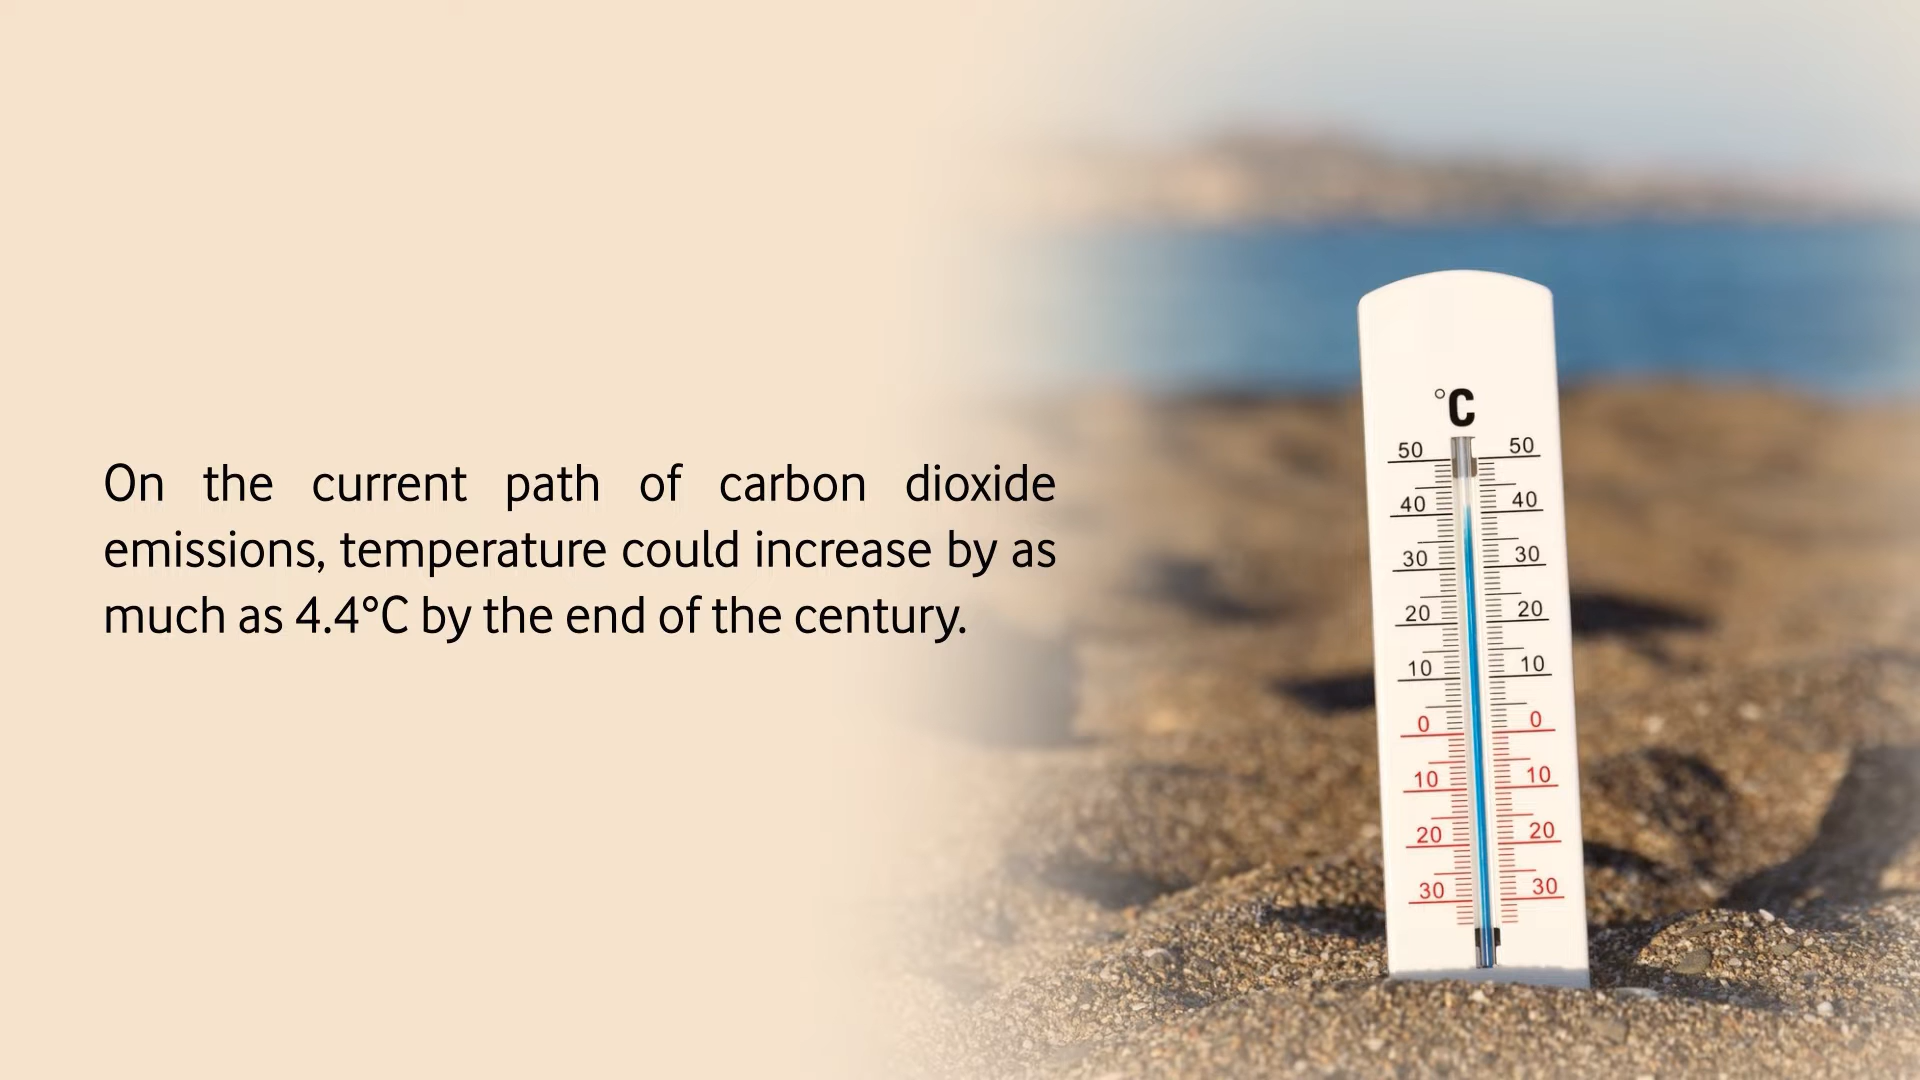 On the current path of carbon dioxide
emissions, temperature could increase by as
much as 4.4°C by the end of the century.
°C
50 50
40 40
30 30
20 20
10 10
0 0
10 10
20 20
30 30